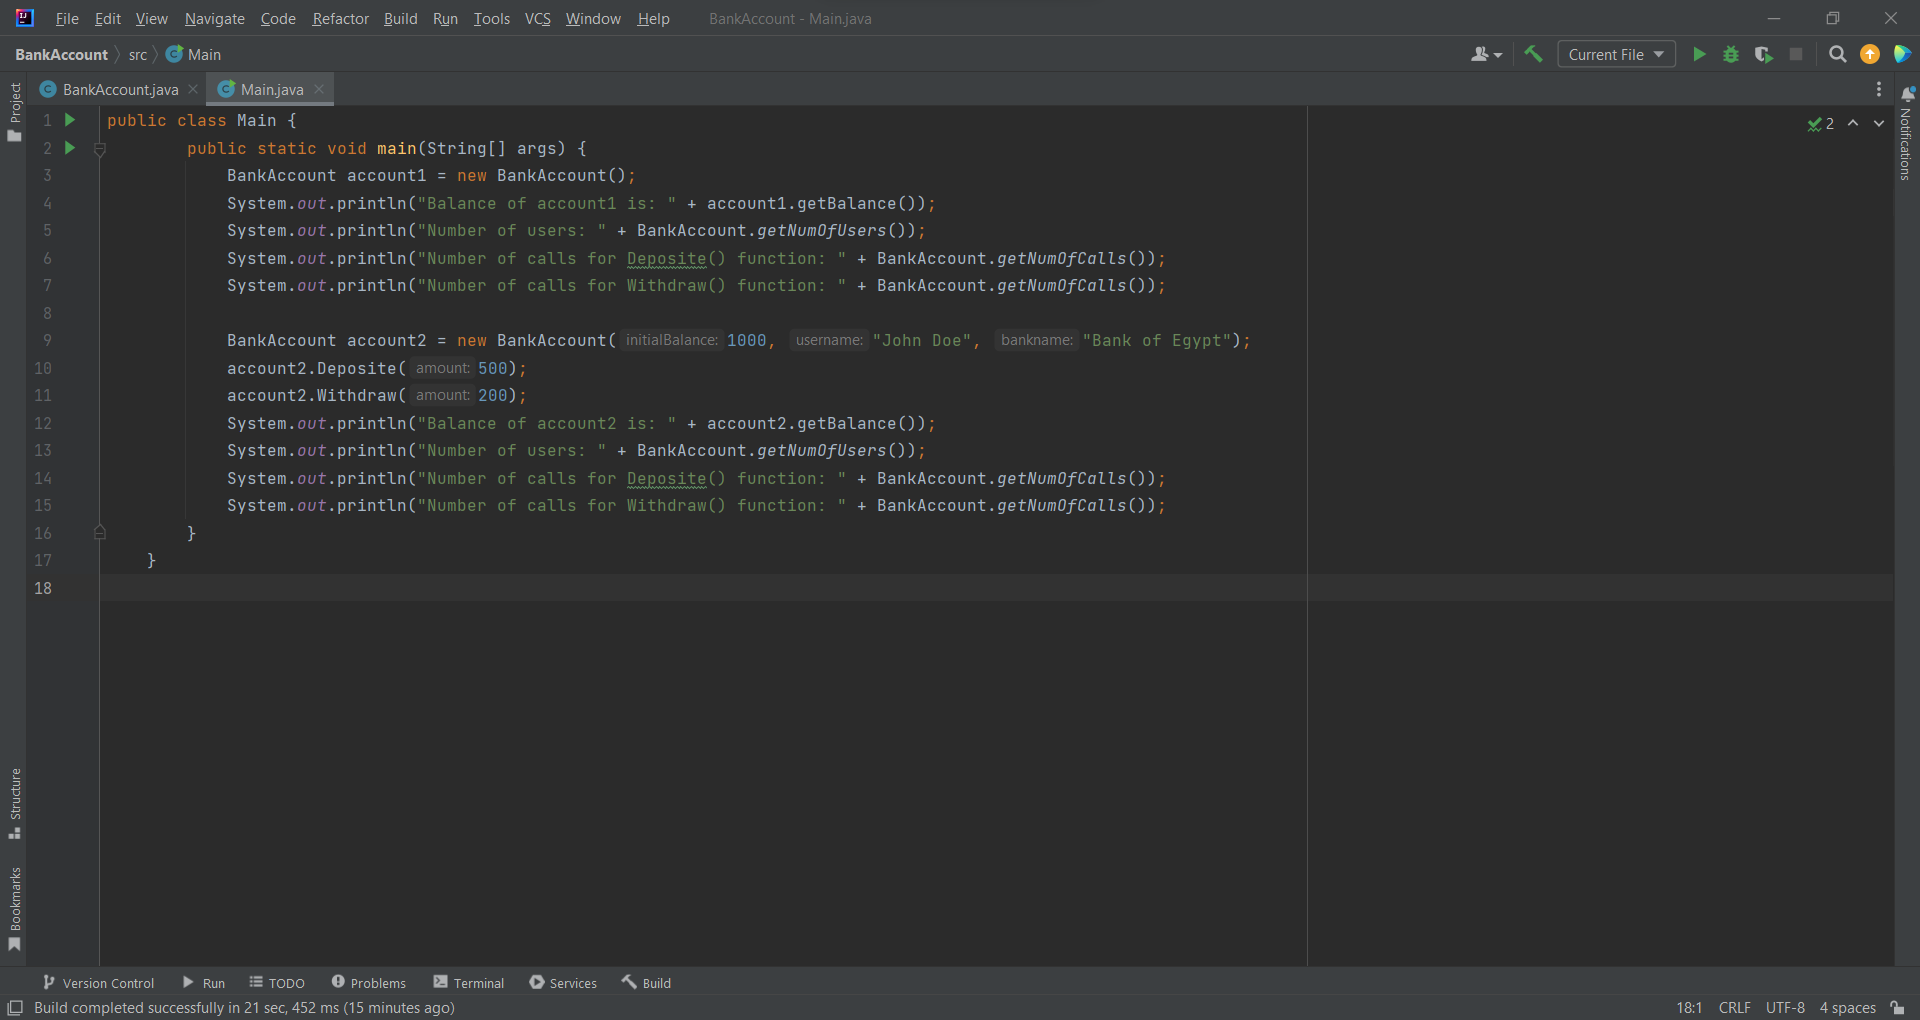 File Edit View Navigate Code Refactor Build Run Tools VCS Window Help BankAccount - Main.java
BankAccount src Main Current File
BankAccount.java Main.java
Project
Notifications
2
1 public class Main {
2 public static void main(String[] args) {
3 BankAccount account1 = new BankAccount();
4 System.out.println("Balance of account1 is: " + account1.getBalance());
5 System.out.println("Number of users: " + BankAccount.getNumOfUsers());
6 System.out.println("Number of calls for Deposite() function: " + BankAccount.getNumOfCalls());
7 System.out.println("Number of calls for Withdraw() function: " + BankAccount.getNumOfCalls());
8
9 BankAccount account2 = new BankAccount( initialBalance: 1000, username: "John Doe", bankname: "Bank of Egypt");
10 account2.Deposite( amount: 500);
11 account2.Withdraw( amount: 200);
12 System.out.println("Balance of account2 is: " + account2.getBalance());
13 System.out.println("Number of users: " + BankAccount.getNumOfUsers());
14 System.out.println("Number of calls for Deposite() function: " + BankAccount.getNumOfCalls());
15 System.out.println("Number of calls for Withdraw() function: " + BankAccount.getNumOfCalls());
16 }
17 }
18
Structure
Bookmarks
Version Control Run TODO Problems Terminal Services Build
Build completed successfully in 21 sec, 452 ms (15 minutes ago) 18:1 CRLF UTF-8 4 spaces